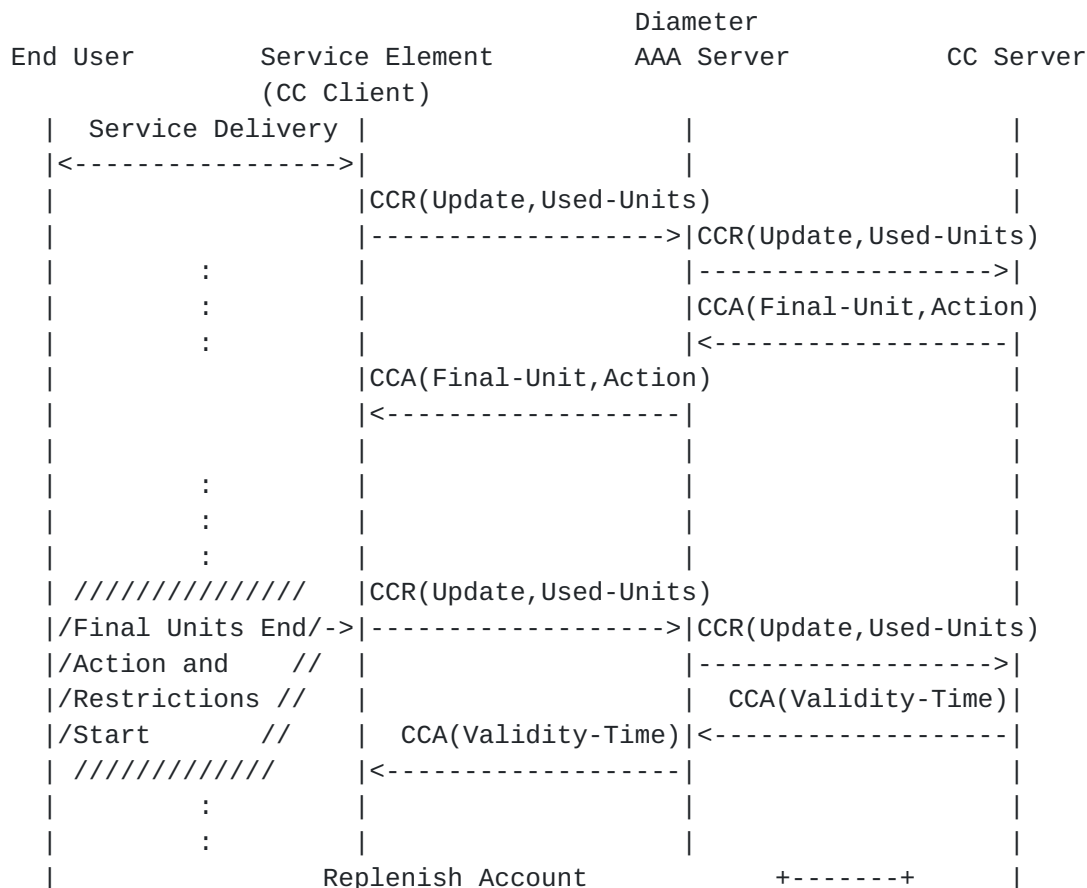 Diameter
End User        Service Element         AAA Server          CC Server
                (CC Client)
   |  Service Delivery |                    |                    |
   |<----------------->|                    |                    |
   |                   |CCR(Update,Used-Units)                   |
   |                   |------------------->|CCR(Update,Used-Units)
   |         :         |                    |------------------->|
   |         :         |                    |CCA(Final-Unit,Action)
   |         :         |                    |<-------------------|
   |                   |CCA(Final-Unit,Action)                   |
   |                   |<-------------------|                    |
   |                   |                    |                    |
   |         :         |                    |                    |
   |         :         |                    |                    |
   |         :         |                    |                    |
   | ///////////////   |CCR(Update,Used-Units)                   |
   |/Final Units End/->|------------------->|CCR(Update,Used-Units)
   |/Action and    //  |                    |------------------->|
   |/Restrictions //   |                    |  CCA(Validity-Time)|
   |/Start       //    |  CCA(Validity-Time)|<-------------------|
   | /////////////     |<-------------------|                    |
   |         :         |                    |                    |
   |         :         |                    |                    |
   |                 Replenish Account            +-------+      |